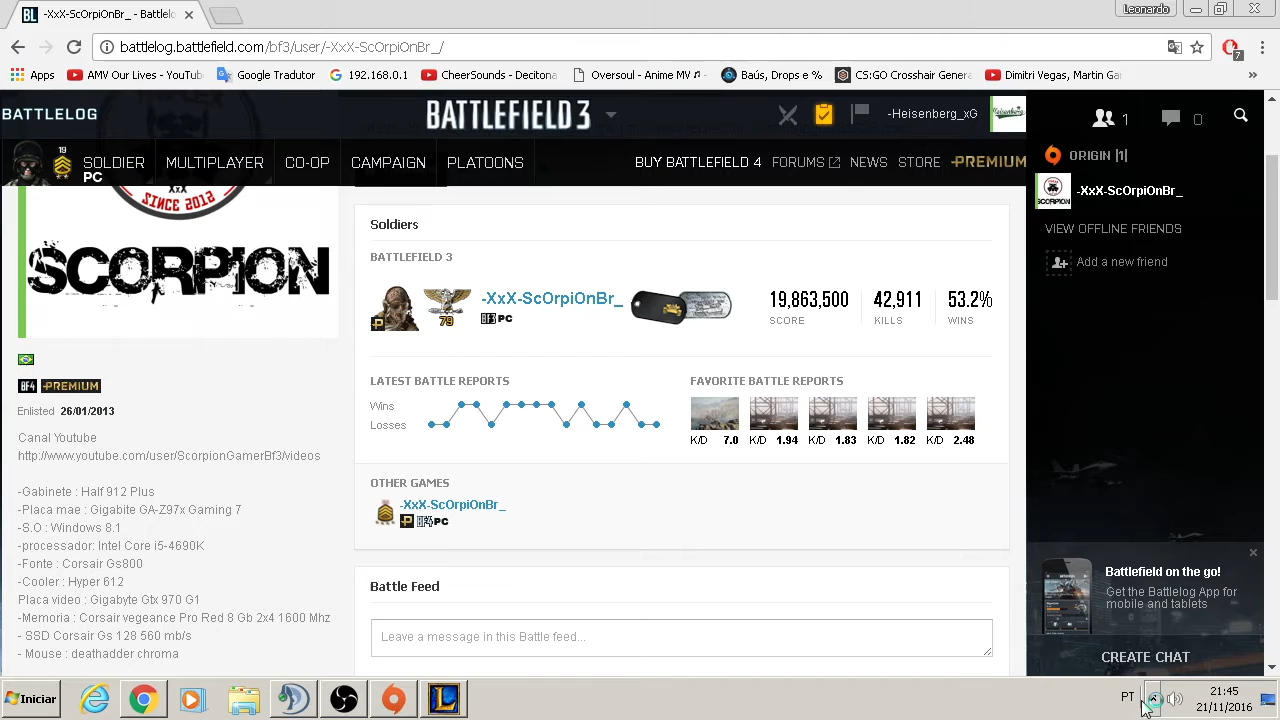 -XxX-ScOrpiOnBr_ - Battlelo
Leonardo
battlelog.battlefield.com/bf3/user/-XxX-ScOrpiOnBr_/
7
Apps
AMV Our Lives - YouTub
Google Tradutor
192.168.0.1
CheerSounds - Decitona
Oversoul - Anime MV ♫
Baús, Drops e %
CS:GO Crosshair Genera
Dimitri Vegas, Martin Gar
»
BATTLELOG
BATTLEFIELD 3
-Heisenberg_xG
1
0
19
SOLDIER
PC
MULTIPLAYER
CO-OP
CAMPAIGN
PLATOONS
BUY BATTLEFIELD 4
FORUMS
NEWS
STORE
PREMIUM
ORIGIN |1|
-XxX-ScOrpiOnBr_
VIEW OFFLINE FRIENDS
Add a new friend
XxX
SINCE 2012
SCORPION
BF4 PREMIUM
Enlisted 26/01/2013
Canal Youtube
http://www.youtube.com/user/ScorpionGamerBf3/videos
-Gabinete : Half 912 Plus
-Placa mae : Gigabite GA-Z97x Gaming 7
-S.O : Windows 8.1
-processador: Intel Core i5-4690K
-Fonte : Corsair Gs800
-Cooler : Hyper 612
Placa video : Gigabyte Gtx 970 G1
-Memoria : Corsair vegeance Pro Red 8 Gb 2x4 1600 Mhz
- SSD Corsair Gs 128 560 mb/s
- Mouse : deathadder chroma
Soldiers
BATTLEFIELD 3
78
-XxX-ScOrpiOnBr_
BF3 PC
19,863,500
SCORE
42,911
KILLS
53.2%
WINS
LATEST BATTLE REPORTS
Wins
Losses
FAVORITE BATTLE REPORTS
K/D 7.0
K/D 1.94
K/D 1.83
K/D 1.82
K/D 2.48
OTHER GAMES
-XxX-ScOrpiOnBr_
P BF4 PC
Battle Feed
Leave a message in this Battle feed...
Battlefield on the go!
Get the Battlelog App for
mobile and tablets
CREATE CHAT
Iniciar
PT
21:45
21/11/2016